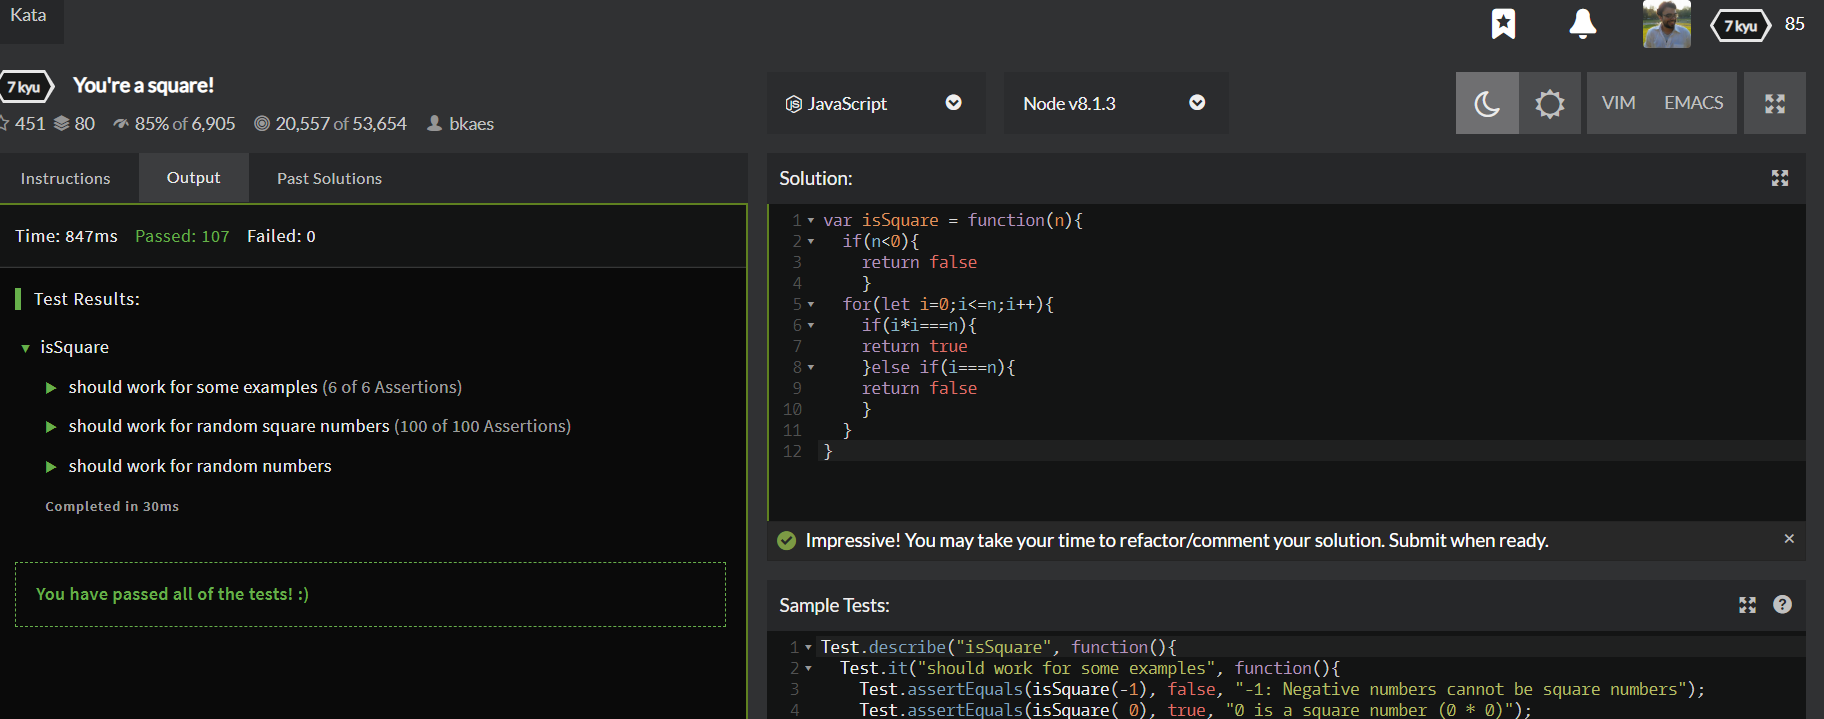 Kata
7 kyu 85
7 kyu You're a square!
451 80 85% of 6,905 20,557 of 53,654 bkaes
JavaScript
Node v8.1.3
VIM EMACS
Instructions Output Past Solutions
Time: 847ms Passed: 107 Failed: 0
Test Results:
isSquare
should work for some examples (6 of 6 Assertions)
should work for random square numbers (100 of 100 Assertions)
should work for random numbers
Completed in 30ms
You have passed all of the tests! :)
Solution:
1 var isSquare = function(n){
2 if(n<0){
3 return false
4 }
5 for(let i=0;i<=n;i++){
6 if(i*i===n){
7 return true
8 }else if(i===n){
9 return false
10 }
11 }
12 }
Impressive! You may take your time to refactor/comment your solution. Submit when ready. ×
Sample Tests: ?
1 Test.describe("isSquare", function(){
2 Test.it("should work for some examples", function(){
3 Test.assertEquals(isSquare(-1), false, "-1: Negative numbers cannot be square numbers");
4 Test.assertEquals(isSquare( 0), true, "0 is a square number (0 * 0)");